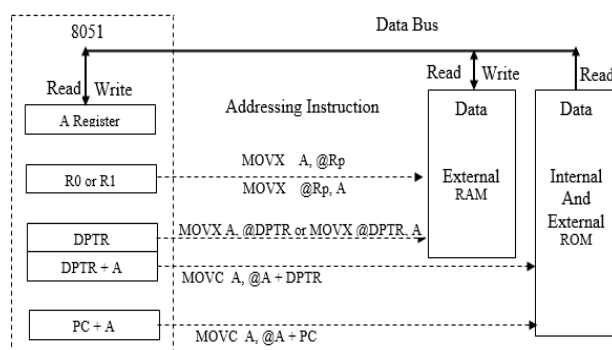 8051
Data Bus
Read Write
Read Write
Read
A Register
Addressing Instruction
Data
Data
R0 or R1
MOVX A, @Rp
MOVX @Rp, A
External
RAM
Internal
And
External
ROM
DPTR
MOVX A, @DPTR or MOVX @DPTR, A
DPTR + A
MOVC A, @A + DPTR
PC + A
MOVC A, @A + PC